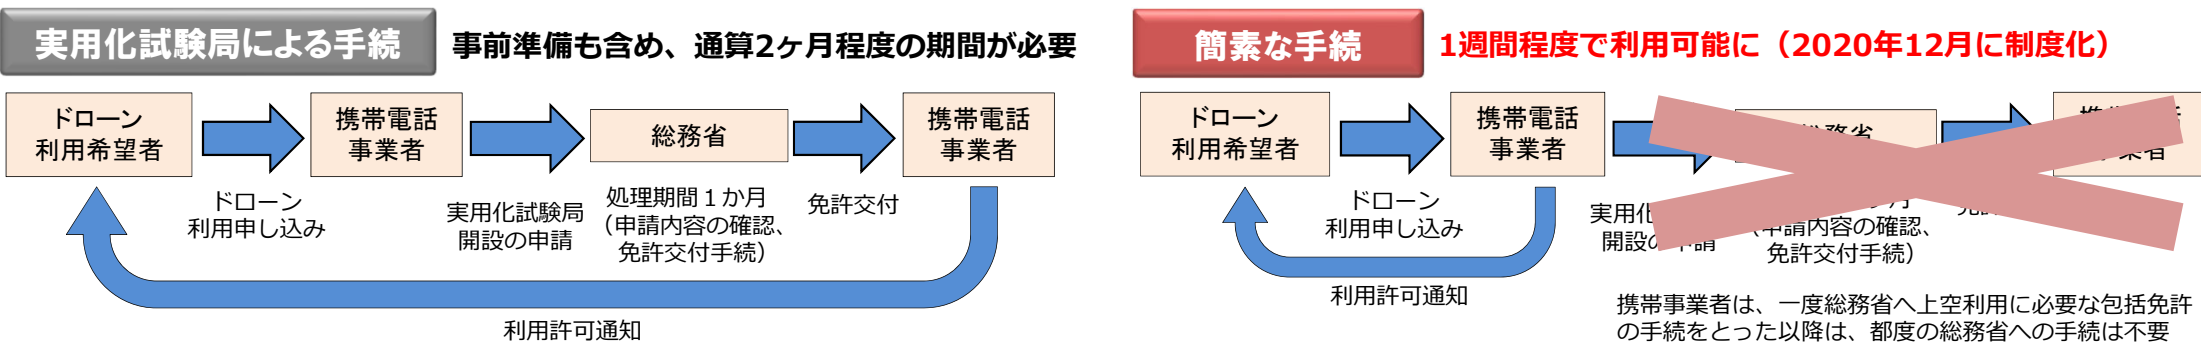 実用化試験局による手続
事前準備も含め、通算2ヶ月程度の期間が必要
ドローン
利用希望者
携帯電話
事業者
総務省
携帯電話
事業者
ドローン
利用申し込み
実用化試験局
開設の申請
処理期間１か月
（申請内容の確認、
免許交付手続）
免許交付
利用許可通知
簡素な手続
1週間程度で利用可能に（2020年12月に制度化）
ドローン
利用希望者
携帯電話
事業者
総務省
ドローン
利用申し込み
実用化
開設の申請
（申請内容の確認、
免許交付手続）
利用許可通知
携帯事業者は、一度総務省へ上空利用に必要な包括免許
の手続をとった以降は、都度の総務省への手続は不要